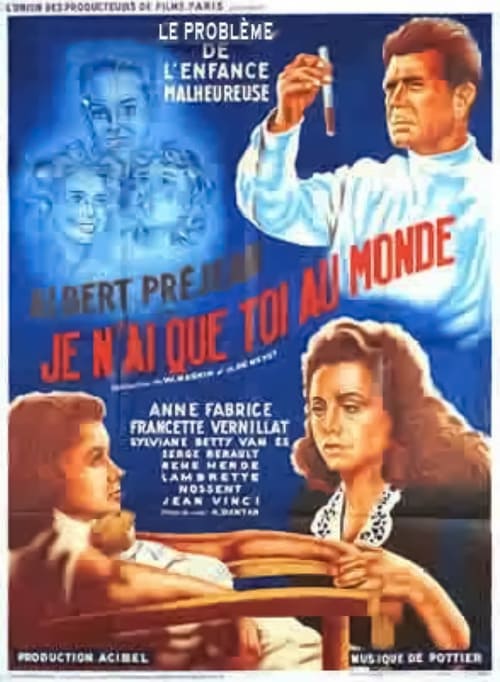 L'UNION DES PRODUCTEURS DE FILMS. PARIS
LE PROBLÈME
DE
L'ENFANCE
MALHEUREUSE
ALBERT PRÉJEAN
JE N'AI QUE TOI AU MONDE
ANNE FABRICE
FRANCETTE VERNILLAT
SYLVIANE BETTY VAN ES
SERGE BERAULT
RENE HERDE
LAMBRETTE
NOSSENT
JEAN VINCI
PRODUCTION ACIBEL
MUSIQUE DE POTTIER